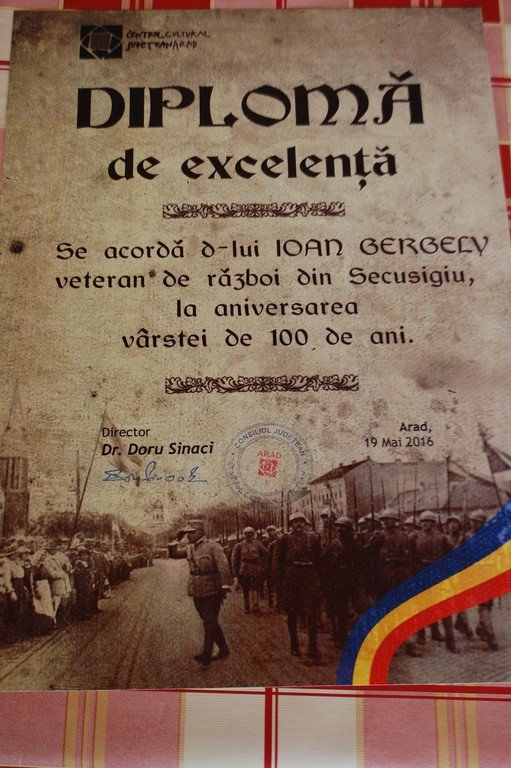 CENTRUL CULTURAL
JUDEȚEAN ARAD
DIPLOMĂ
de excelență
Se acordă d-lui IOAN GERGELY
veteran de război din Secusigiu,
la aniversarea
vârstei de 100 de ani.
Director
Dr. Doru Sinaci
Arad,
19 Mai 2016
CONSILIUL JUDEȚEAN
ARAD